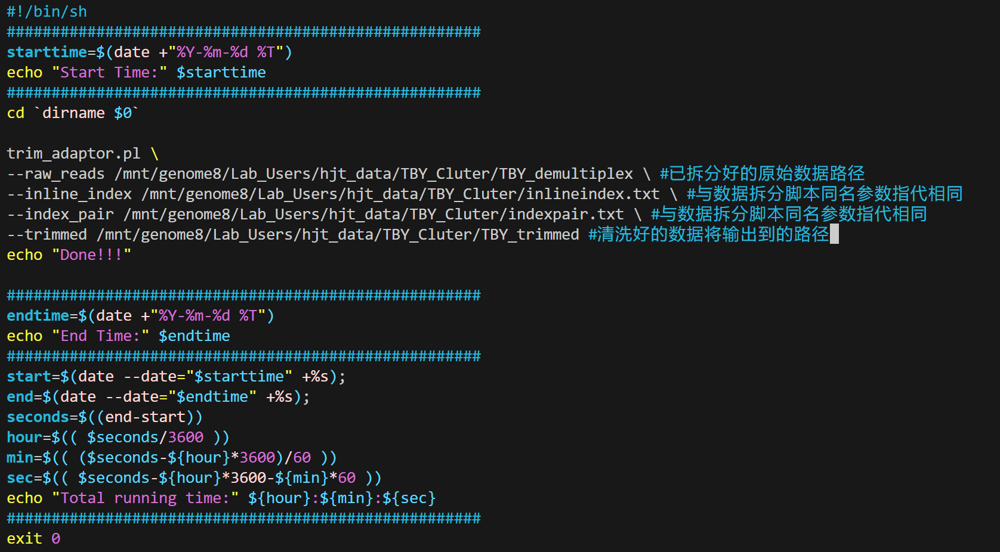 #!/bin/sh
#####################################################
starttime=$(date +"%Y-%m-%d %T")
echo "Start Time:" $starttime
#####################################################
cd `dirname $0`
trim_adaptor.pl \
--raw_reads /mnt/genome8/Lab_Users/hjt_data/TBY_Cluter/TBY_demultiplex \ #已拆分好的原始数据路径
--inline_index /mnt/genome8/Lab_Users/hjt_data/TBY_Cluter/inlineindex.txt \ #与数据拆分脚本同名参数指代相同
--index_pair /mnt/genome8/Lab_Users/hjt_data/TBY_Cluter/indexpair.txt \ #与数据拆分脚本同名参数指代相同
--trimmed /mnt/genome8/Lab_Users/hjt_data/TBY_Cluter/TBY_trimmed #清洗好的数据将输出到的路径
echo "Done!!!"
#####################################################
endtime=$(date +"%Y-%m-%d %T")
echo "End Time:" $endtime
#####################################################
start=$(date --date="$starttime" +%s);
end=$(date --date="$endtime" +%s);
seconds=$((end-start))
hour=$(( $seconds/3600 ))
min=$(( ($seconds-${hour}*3600)/60 ))
sec=$(( $seconds-${hour}*3600-${min}*60 ))
echo "Total running time:" ${hour}:${min}:${sec}
#####################################################
exit 0